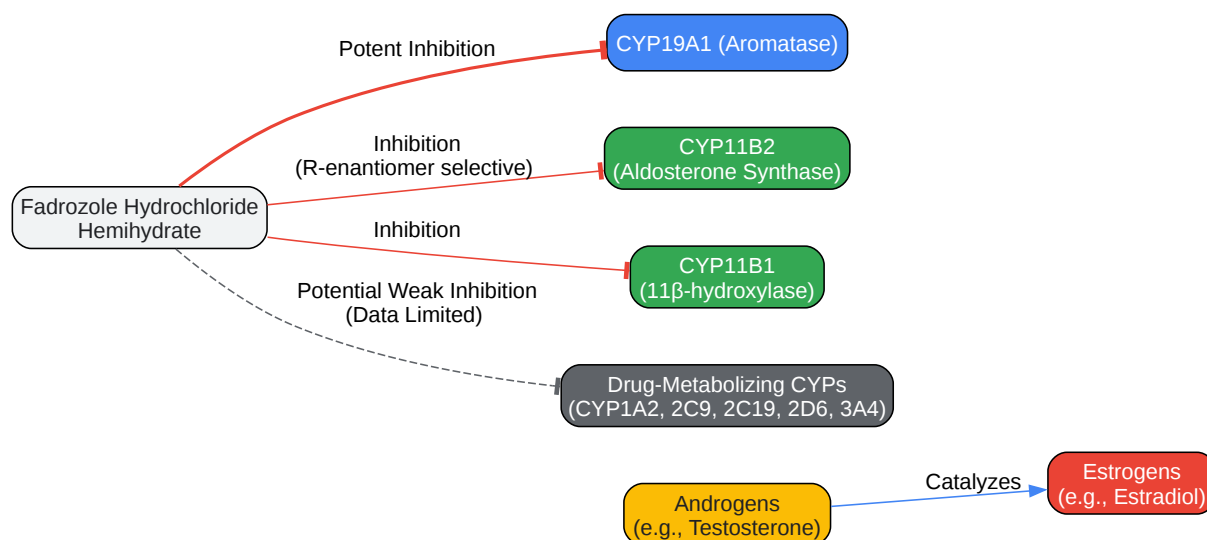 Potent Inhibition
CYP19A1 (Aromatase)
Inhibition
(R-enantiomer selective)
CYP11B2
(Aldosterone Synthase)
Fadrozole Hydrochloride
Hemihydrate
Inhibition
CYP11B1
(11β-hydroxylase)
Potential Weak Inhibition
(Data Limited)
Drug-Metabolizing CYPs
(CYP1A2, 2C9, 2C19, 2D6, 3A4)
Androgens
(e.g., Testosterone)
Catalyzes
Estrogens
(e.g., Estradiol)